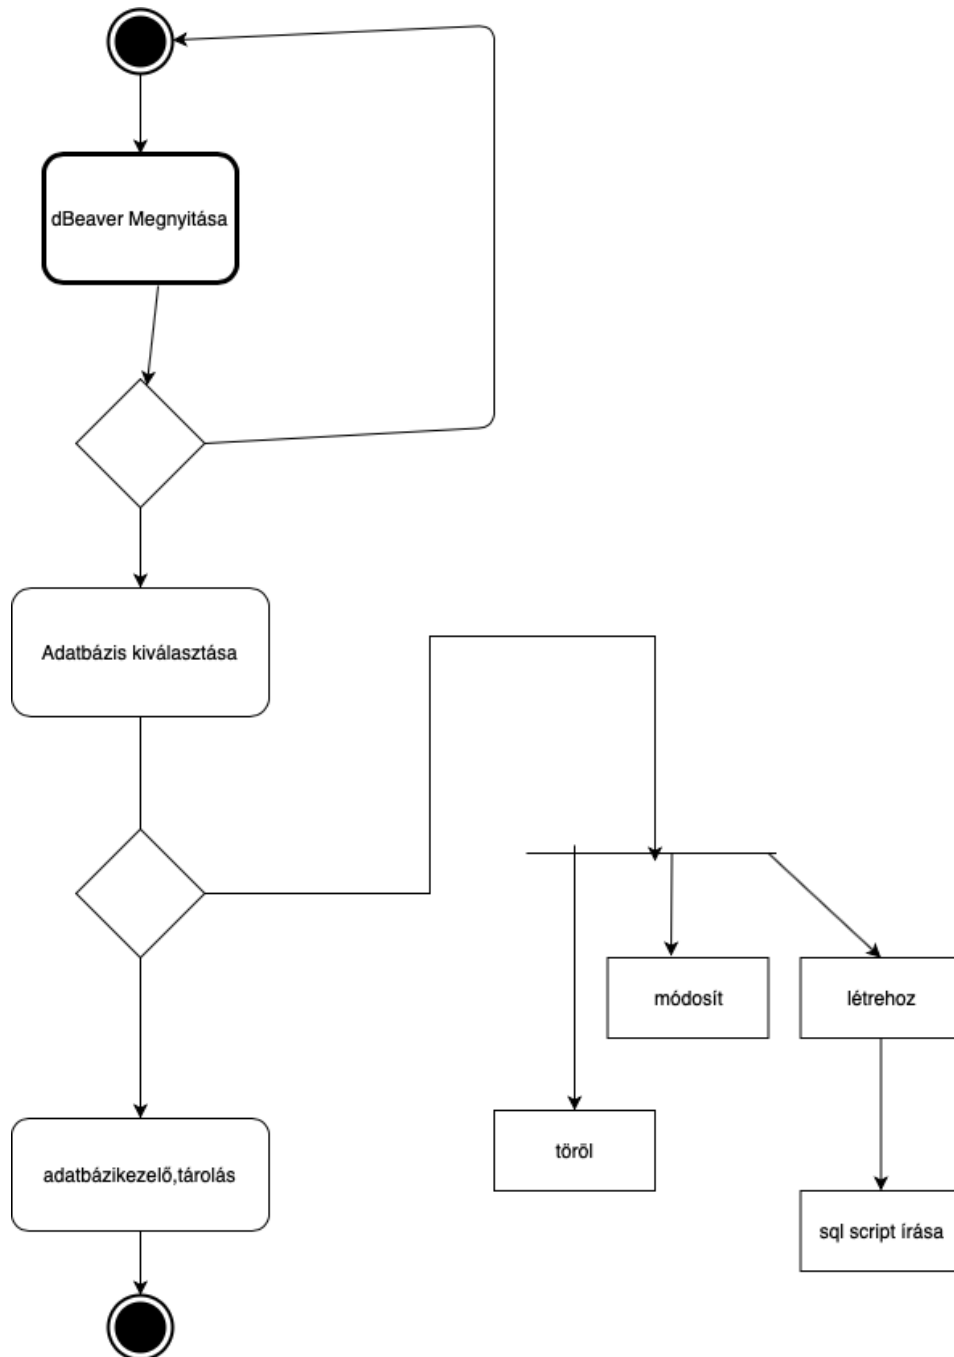 dBeaver Megnyitása
Adatbázis kiválasztása
módosít
létrehoz
töröl
adatbázikezelő,tárolás
sql script írása